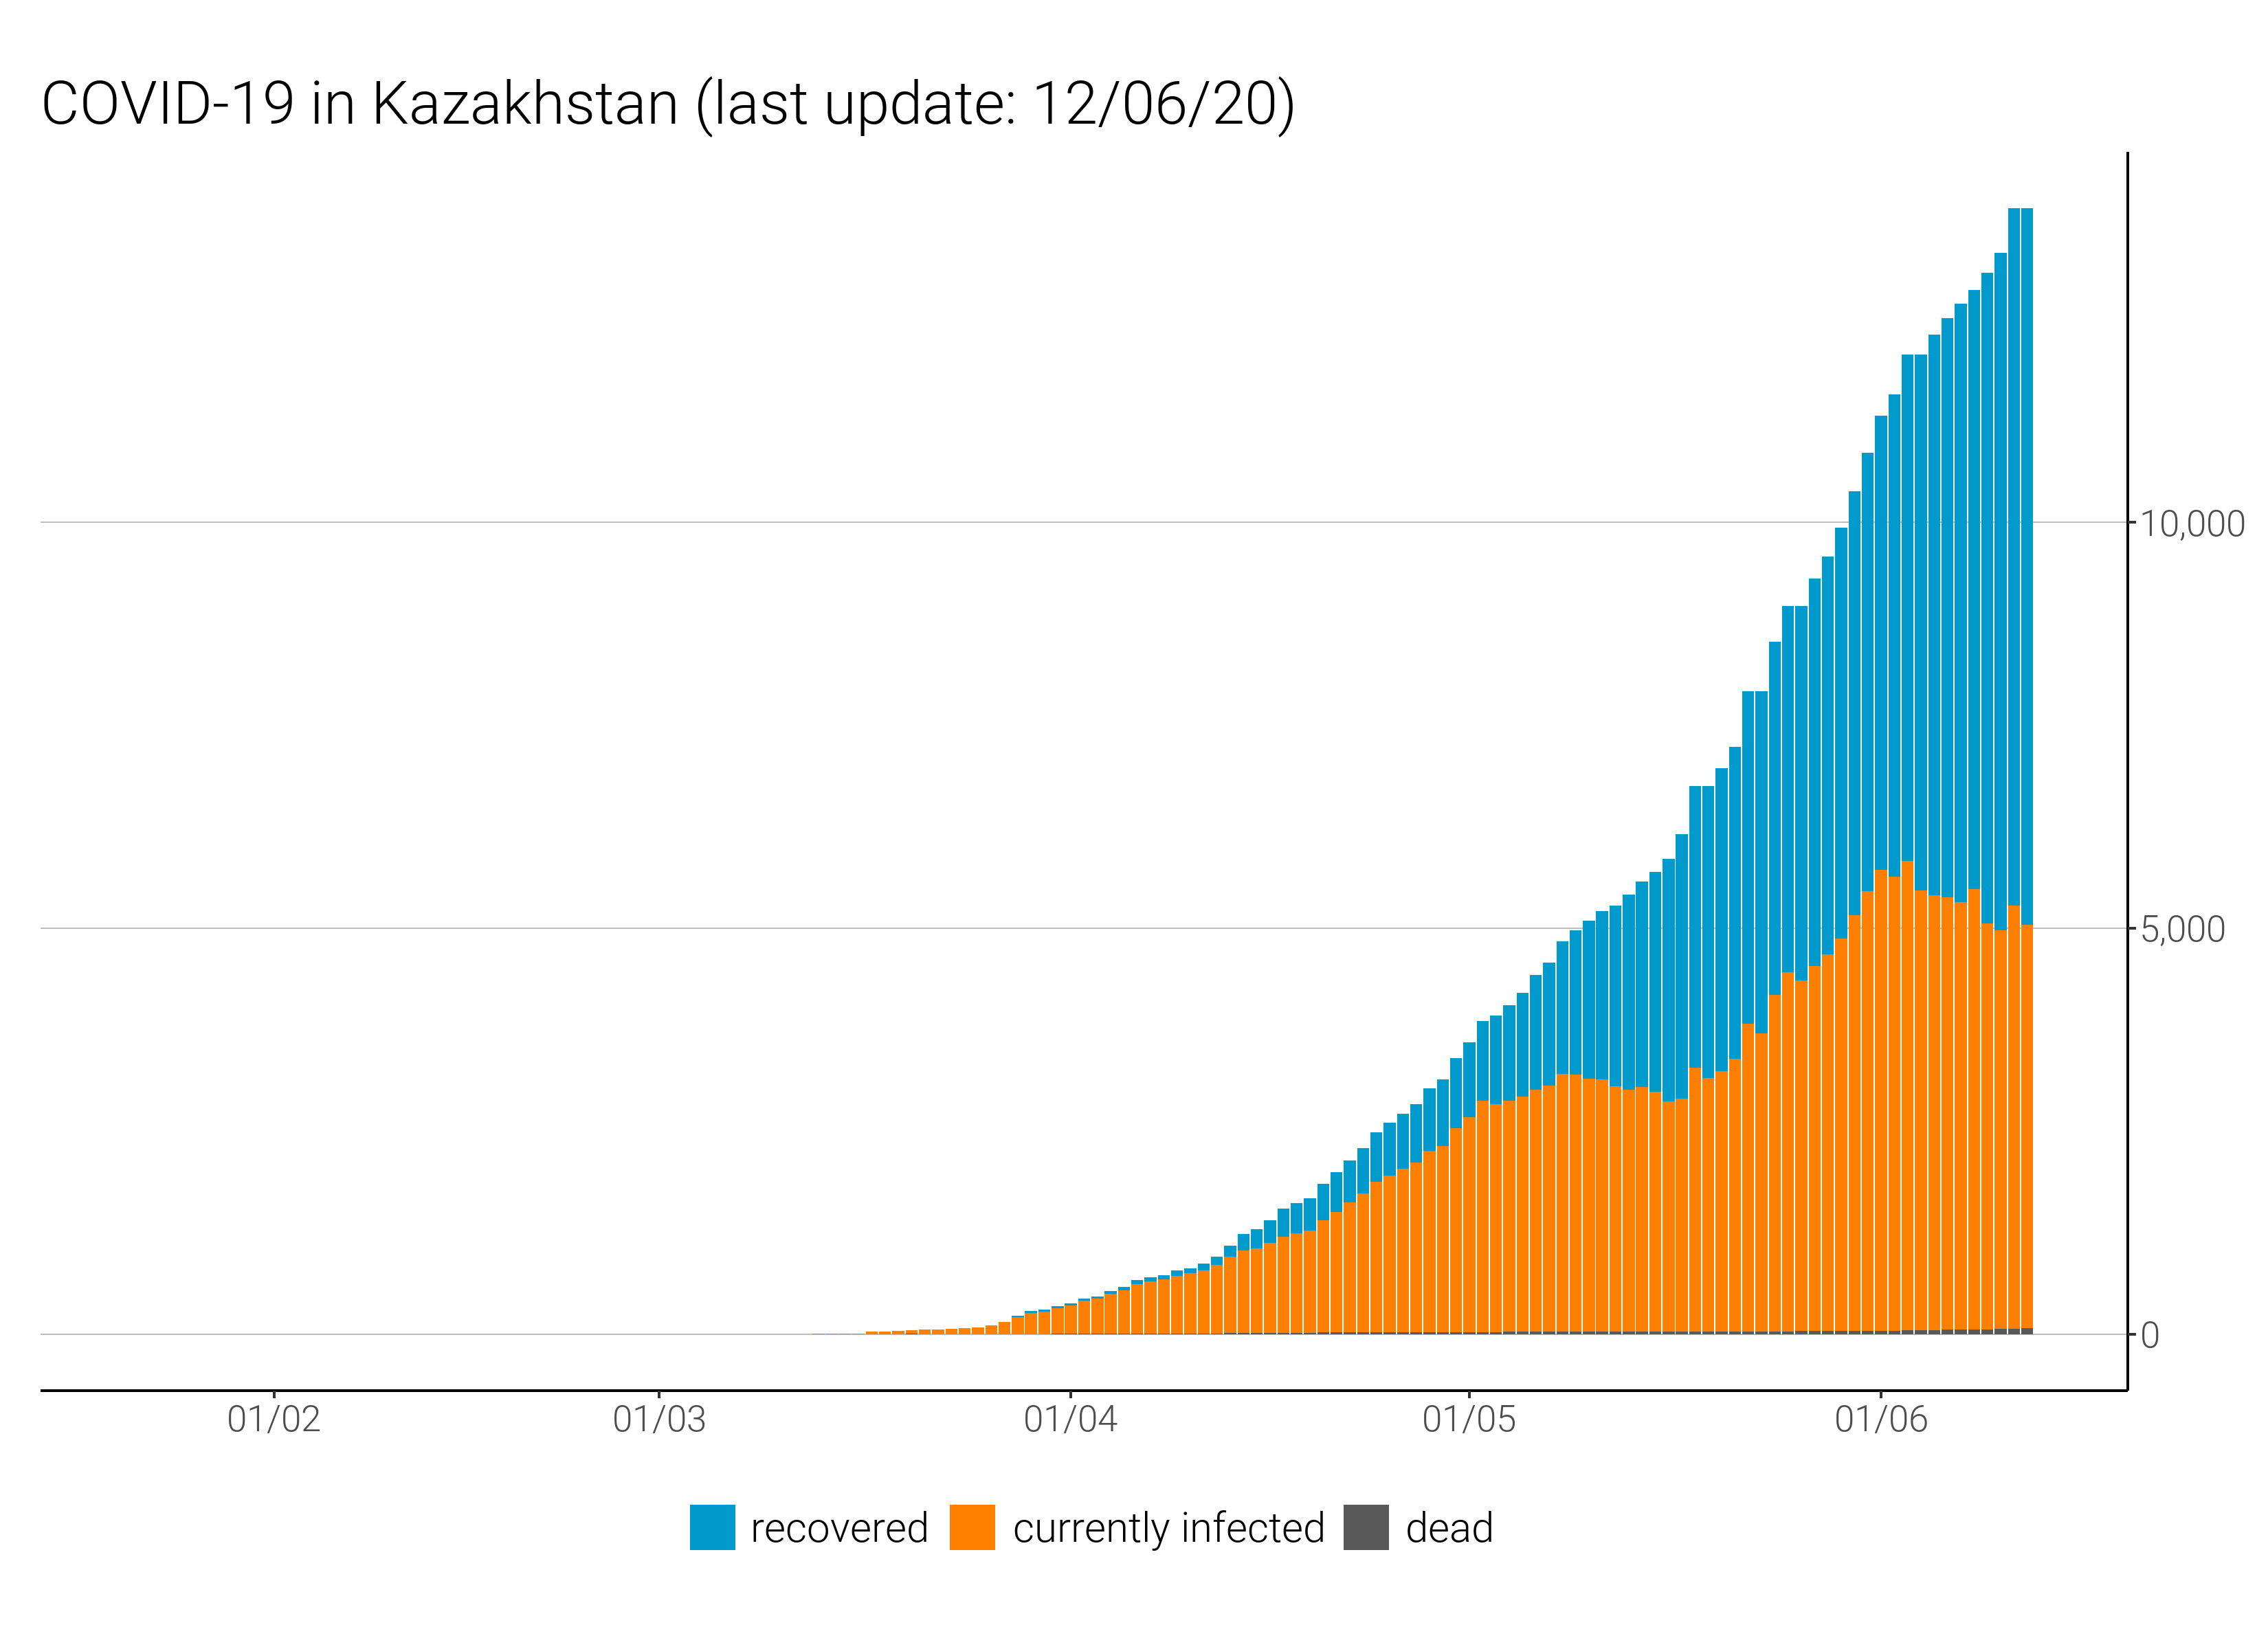 COVID-19 in Kazakhstan (last update: 12/06/20)
10,000
5,000
0
01/02 01/03 01/04 01/05 01/06
recovered currently infected dead